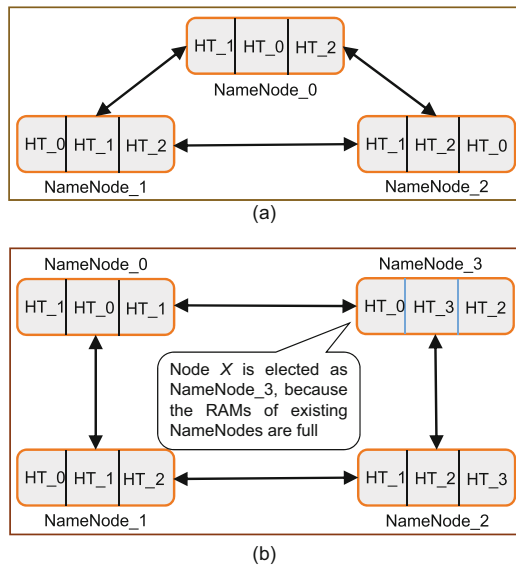 HT_1 HT_0 HT_2
NameNode_0
HT_0 HT_1 HT_2
HT_1 HT_2 HT_0
NameNode_1
NameNode_2
(a)
NameNode_0
NameNode_3
HT_1 HT_0 HT_1
HT_0 HT_3 HT_2
Node X is elected as
NameNode_3, because
the RAMs of existing
NameNodes are full
HT_0 HT_1 HT_2
HT_1 HT_2 HT_3
NameNode_1
NameNode_2
(b)